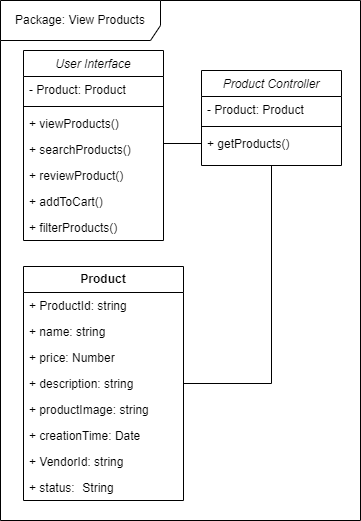 Package: View Products
User Interface
- Product: Product
+ viewProducts()
+ searchProducts()
+ reviewProduct()
+ addToCart()
+ filterProducts()
Product Controller
- Product: Product
+ getProducts()
Product
+ ProductId: string
+ name: string
+ price: Number
+ description: string
+ productImage: string
+ creationTime: Date
+ VendorId: string
+ status: String